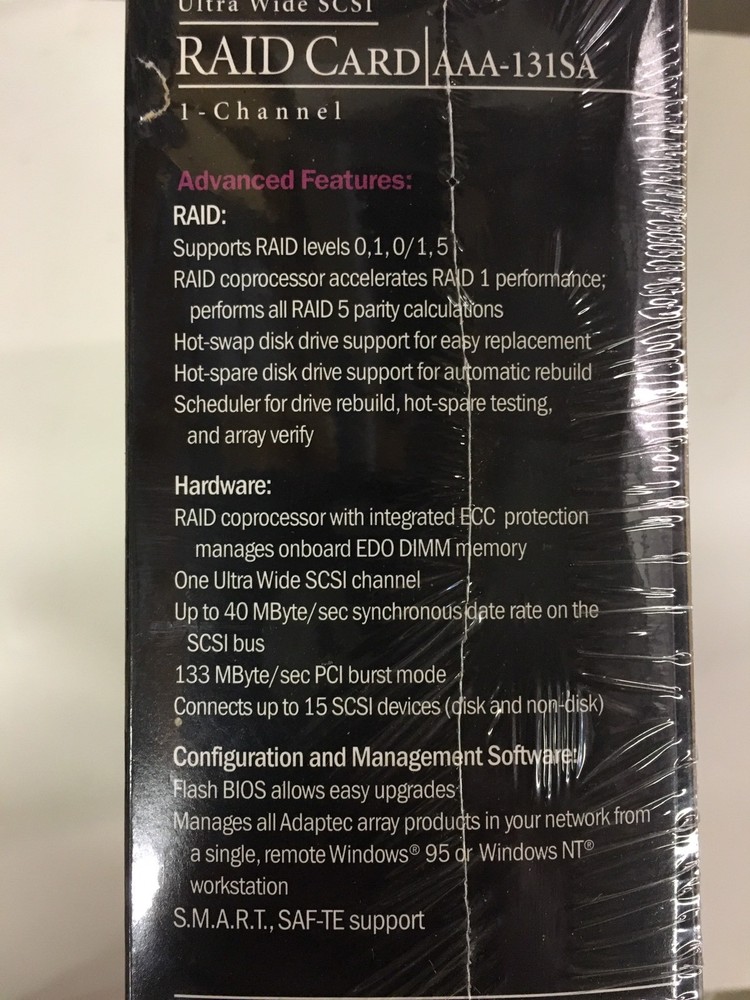 Ultra Wide SCSI
RAID CARD | AAA-131SA
1-Channel
Advanced Features:
RAID:
Supports RAID levels 0,1, 0/1, 5
RAID coprocessor accelerates RAID 1 performance;
performs all RAID 5 parity calculations
Hot-swap disk drive support for easy replacement
Hot-spare disk drive support for automatic rebuild
Scheduler for drive rebuild, hot-spare testing,
and array verify
Hardware:
RAID coprocessor with integrated ECC protection
manages onboard EDO DIMM memory
One Ultra Wide SCSI channel
Up to 40 MByte/sec synchronous date rate on the
SCSI bus
133 MByte/sec PCI burst mode
Connects up to 15 SCSI devices (disk and non-disk)
Configuration and Management Software:
Flash BIOS allows easy upgrades
Manages all Adaptec array products in your network from
a single, remote Windows® 95 or Windows NT®
workstation
S.M.A.R.T., SAF-TE support